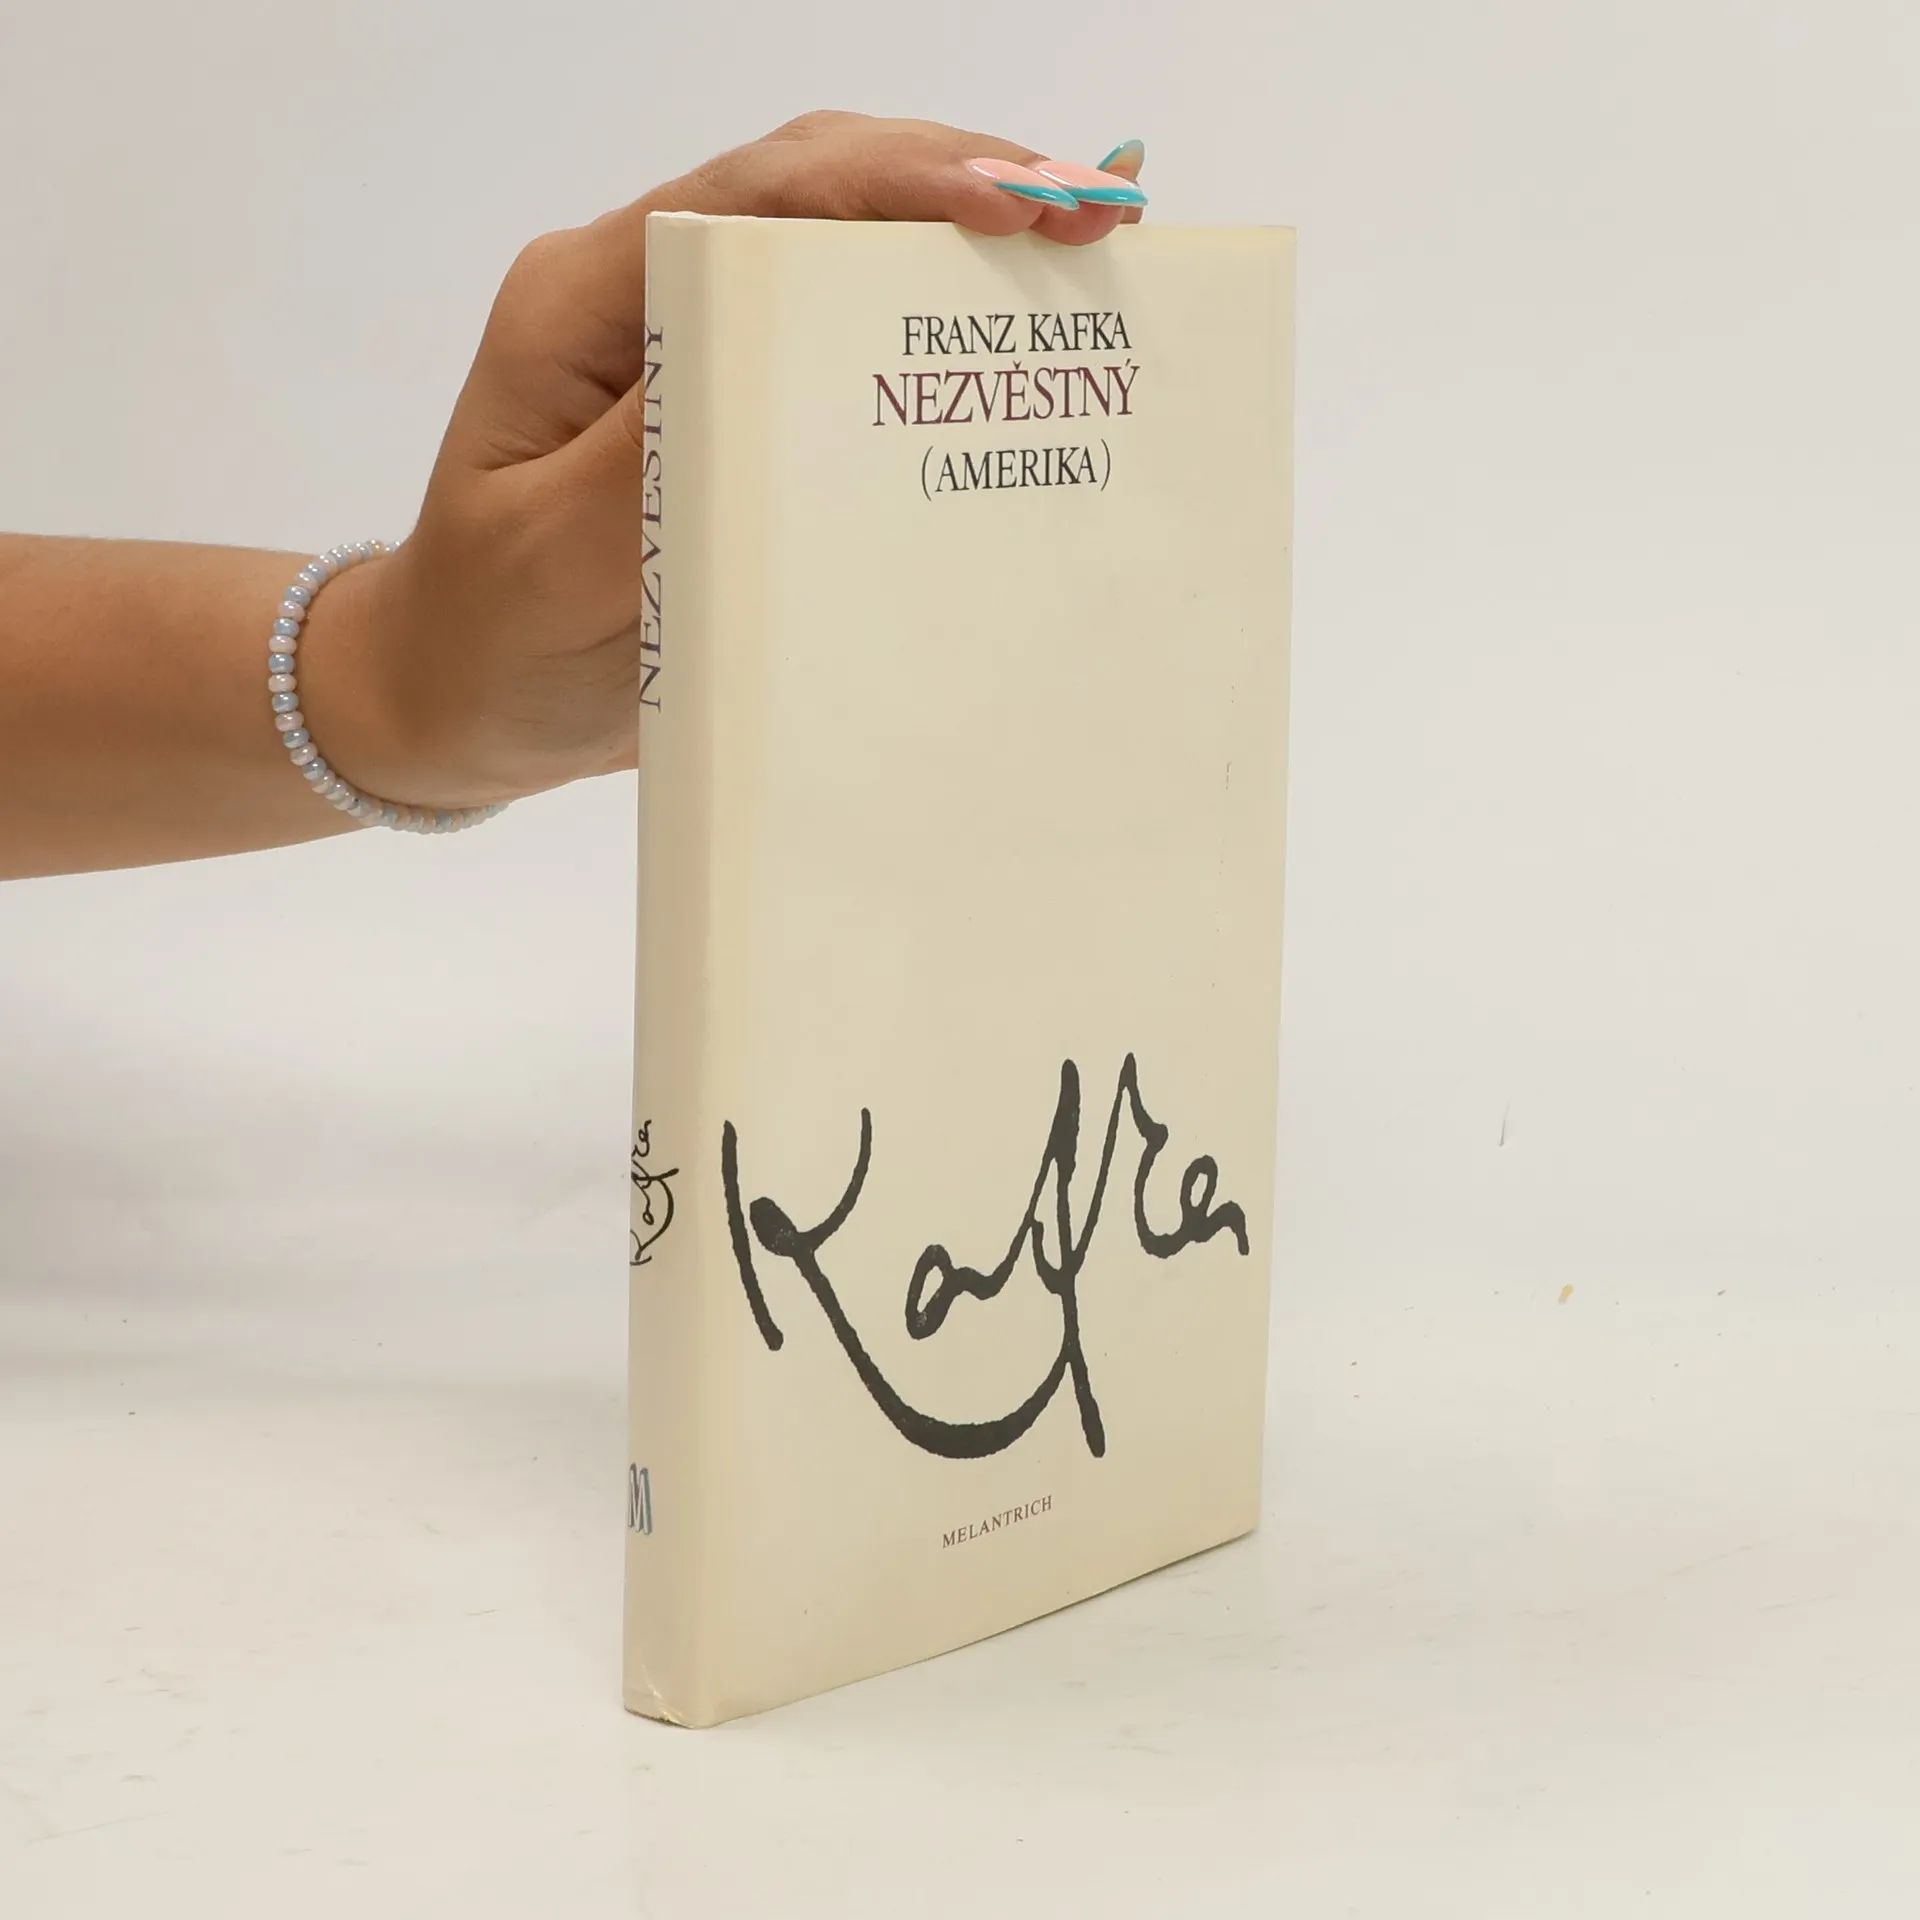 FRANZ KAFKA
NEZVĚSTNÝ
(AMERIKA)
Kafka
MELANTRICH
NEZVĚSTNÝ
Kafka
M